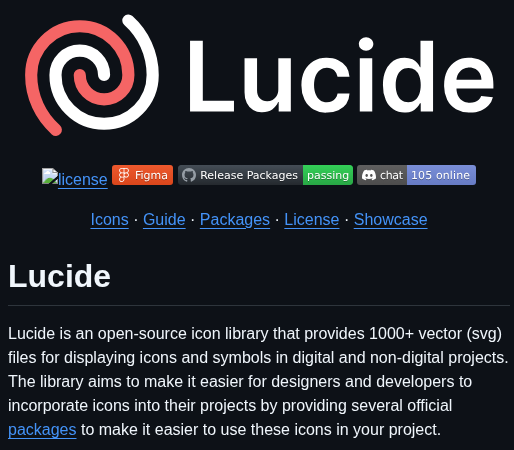 Lucide
license Figma Release Packages passing chat 105 online
Icons · Guide · Packages · License · Showcase
Lucide
Lucide is an open-source icon library that provides 1000+ vector (svg)
files for displaying icons and symbols in digital and non-digital projects.
The library aims to make it easier for designers and developers to
incorporate icons into their projects by providing several official
packages to make it easier to use these icons in your project.